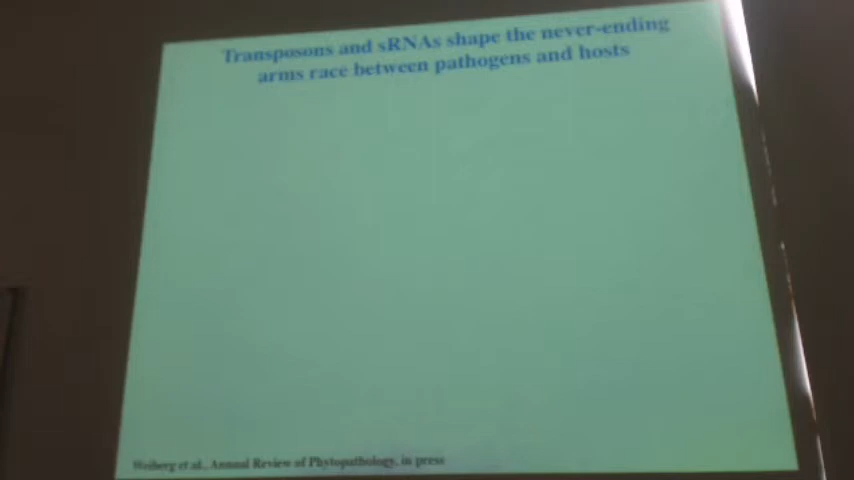 Transposons and sRNAs shape the never-ending
arms race between pathogens and hosts
Weiberg et al., Annual Review of Phytopathology, in press